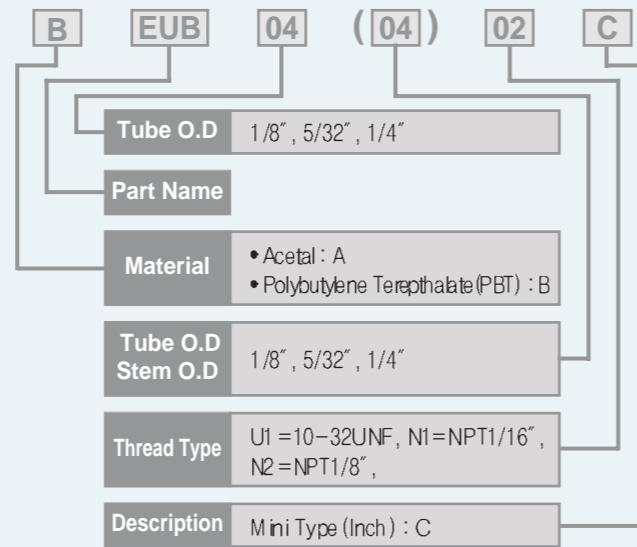 B EUB 04 (04) 02 C
Tube O.D 1/8″, 5/32″, 1/4″
Part Name
Material
• Acetal : A
• Polybutylene Terepthalate(PBT) : B
Tube O.D
Stem O.D
1/8″, 5/32″, 1/4″
Thread Type
U1=10-32UNF, N1=NPT1/16″,
N2=NPT1/8″,
Description Mini Type (Inch) : C